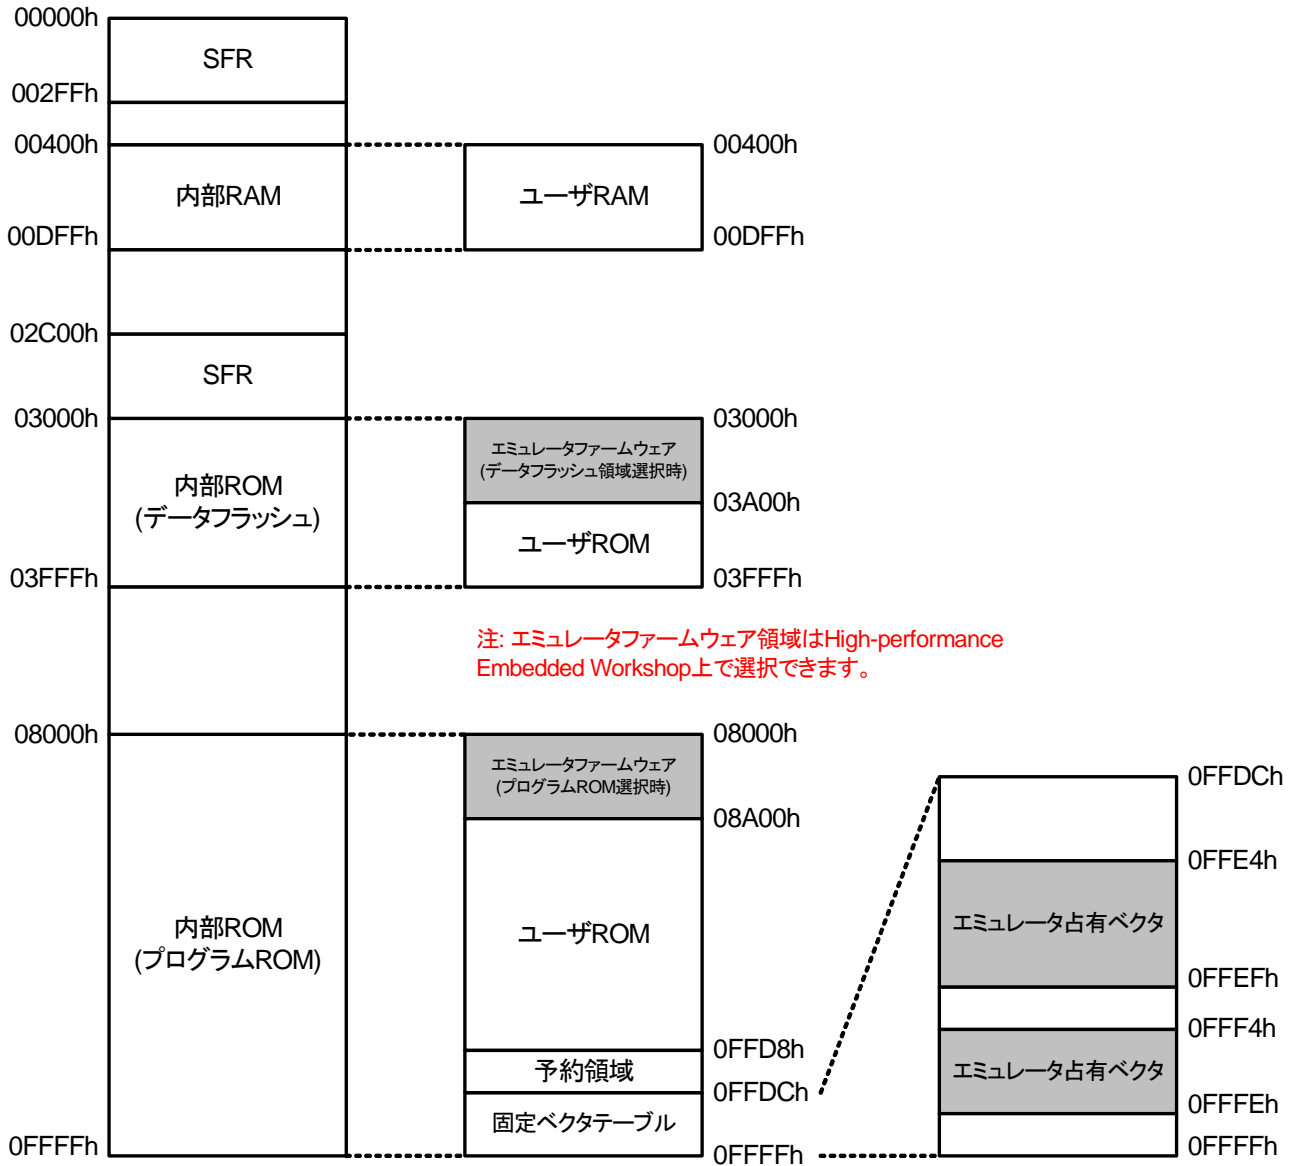 00000h
SFR
002FFh
00400h
内部RAM
00DFFh
ユーザRAM
00400h
00DFFh
02C00h
SFR
03000h
内部ROM
(データフラッシュ)
03FFFh
エミュレータファームウェア
(データフラッシュ領域選択時)
ユーザROM
03000h
03A00h
03FFFh
注: エミュレータファームウェア領域はHigh-performance
Embedded Workshop上で選択できます。
08000h
内部ROM
(プログラムROM)
0FFFFh
エミュレータファームウェア
(プログラムROM選択時)
ユーザROM
予約領域
固定ベクタテーブル
08000h
08A00h
0FFD8h
0FFDCh
0FFFFh
エミュレータ占有ベクタ
エミュレータ占有ベクタ
0FFDCh
0FFE4h
0FFEFh
0FFF4h
0FFFEh
0FFFFh